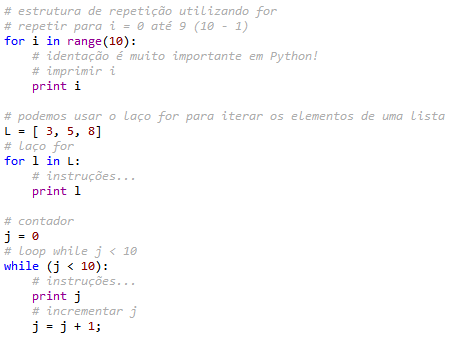 # estrutura de repetição utilizando for
# repetir para i = 0 até 9 (10 - 1)
for i in range(10):
    # identação é muito importante em Python!
    # imprimir i
    print i

# podemos usar o laço for para iterar os elementos de uma lista
L = [ 3, 5, 8]
# laço for
for l in L:
    # instruções...
    print l

# contador
j = 0
# loop while j < 10
while (j < 10):
    # instruções...
    print j
    # incrementar j
    j = j + 1;